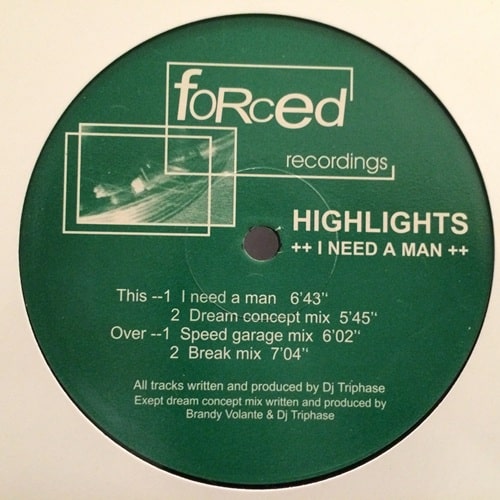 foRced
recordings
HIGHLIGHTS
++ I NEED A MAN ++
This --1 I need a man 6'43''
2 Dream concept mix 5'45''
Over --1 Speed garage mix 6'02''
2 Break mix 7'04''
All tracks written and produced by Dj Triphase
Exept dream concept mix written and produced by
Brandy Volante & Dj Triphase